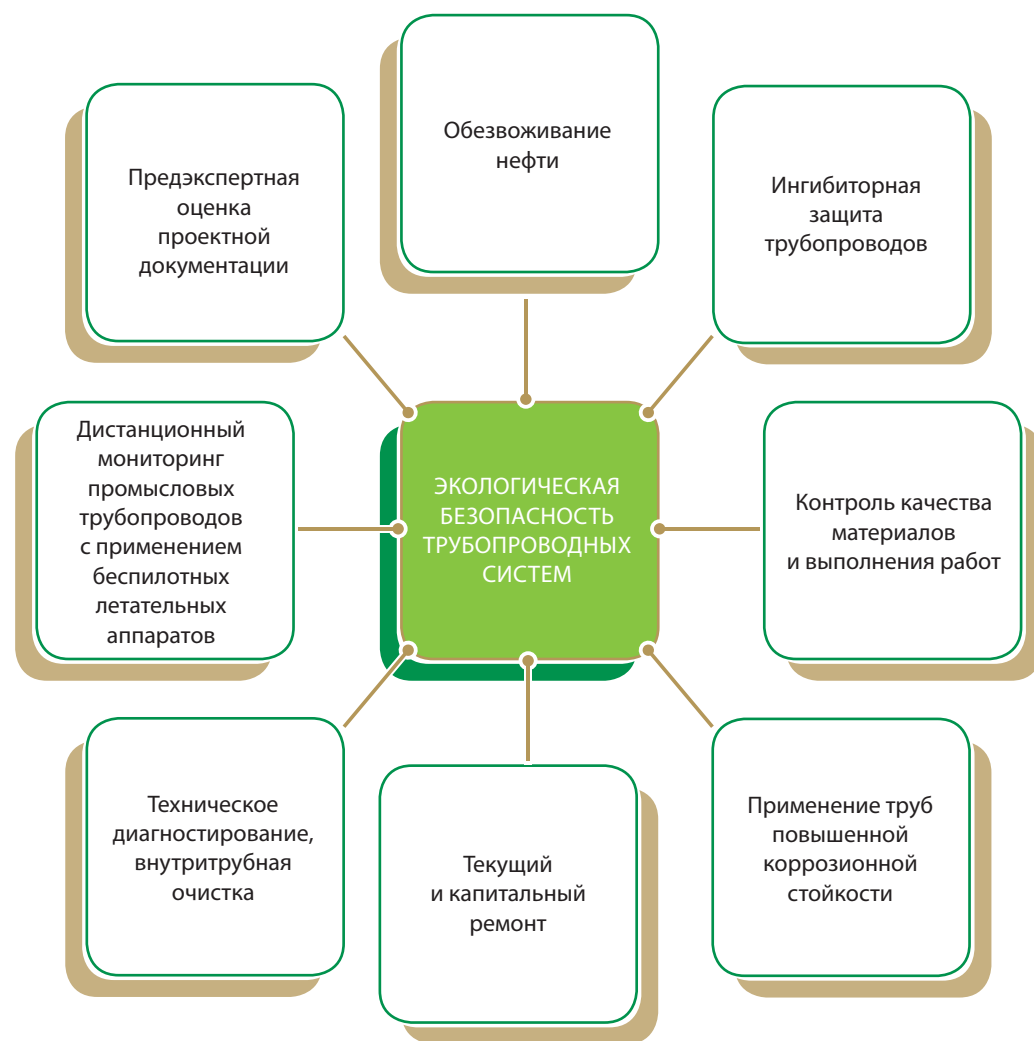 Обезвоживание
нефти
Предэкспертная
оценка
проектной
документации
Ингибиторная
защита
трубопроводов
Дистанционный
мониторинг
промысловых
трубопроводов
с применением
беспилотных
летательных
аппаратов
ЭКОЛОГИЧЕСКАЯ
БЕЗОПАСНОСТЬ
ТРУБОПРОВОДНЫХ
СИСТЕМ
Контроль качества
материалов
и выполнения работ
Техническое
диагностирование,
внутритрубная
очистка
Текущий
и капитальный
ремонт
Применение труб
повышенной
коррозионной
стойкости